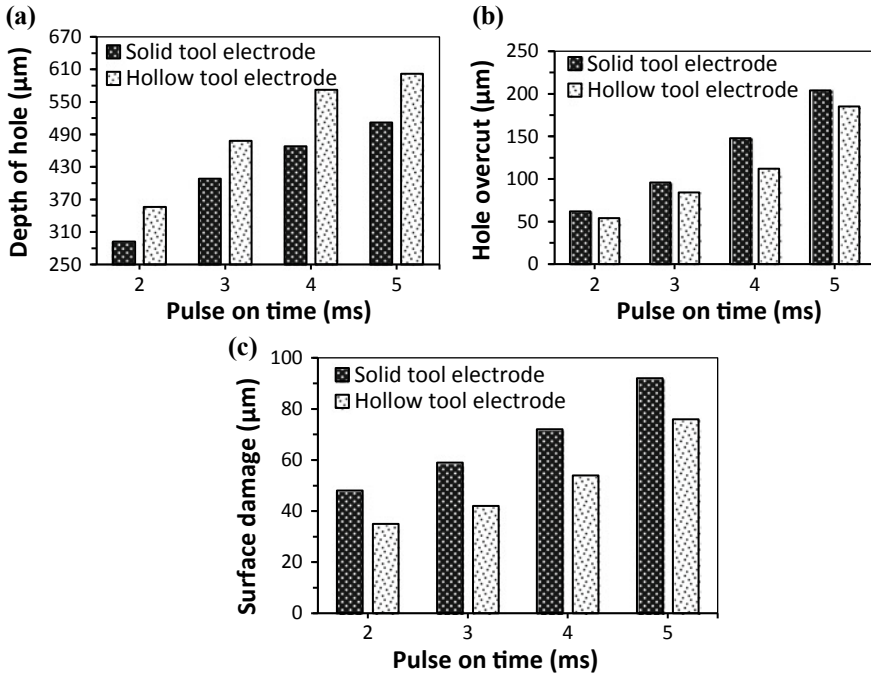 (a)
Depth of hole (µm)
670
610
550
490
430
370
310
250
Solid tool electrode
Hollow tool electrode
2 3 4 5
Pulse on time (ms)
(b)
Hole overcut (µm)
250
200
150
100
50
0
Solid tool electrode
Hollow tool electrode
2 3 4 5
Pulse on time (ms)
(c)
Surface damage (µm)
100
80
60
40
20
0
Solid tool electrode
Hollow tool electrode
2 3 4 5
Pulse on time (ms)